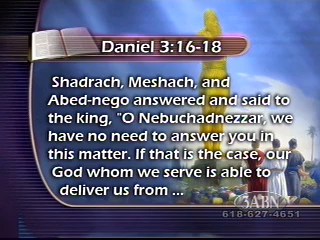 Daniel 3:16-18
Shadrach, Meshach, and
Abed-nego answered and said to
the king, "O Nebuchadnezzar, we
have no need to answer you in
this matter. If that is the case, our
God whom we serve is able to
deliver us from ...
3ABN
618-627-4651